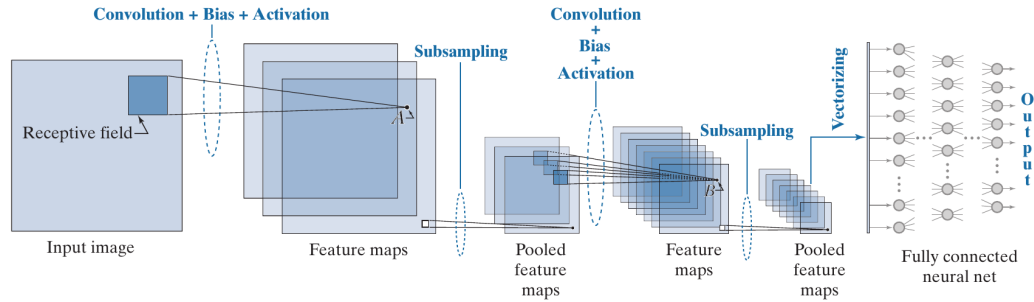 Convolution + Bias + Activation
Subsampling
Convolution
+
Bias
+
Activation
Subsampling
Vectorizing
Output
Receptive field
A
B
Input image
Feature maps
Pooled
feature
maps
Feature
maps
Pooled
feature
maps
Fully connected
neural net